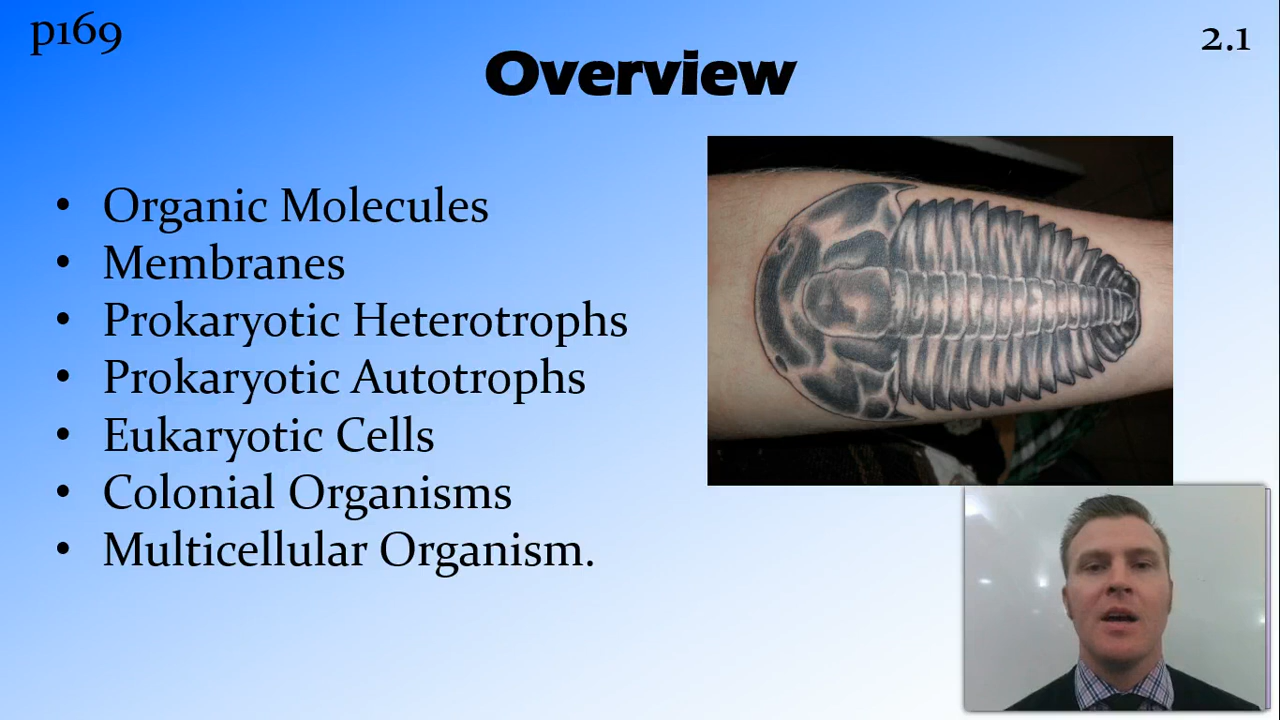 p169
2.1
Overview
• Organic Molecules
• Membranes
• Prokaryotic Heterotrophs
• Prokaryotic Autotrophs
• Eukaryotic Cells
• Colonial Organisms
• Multicellular Organism.